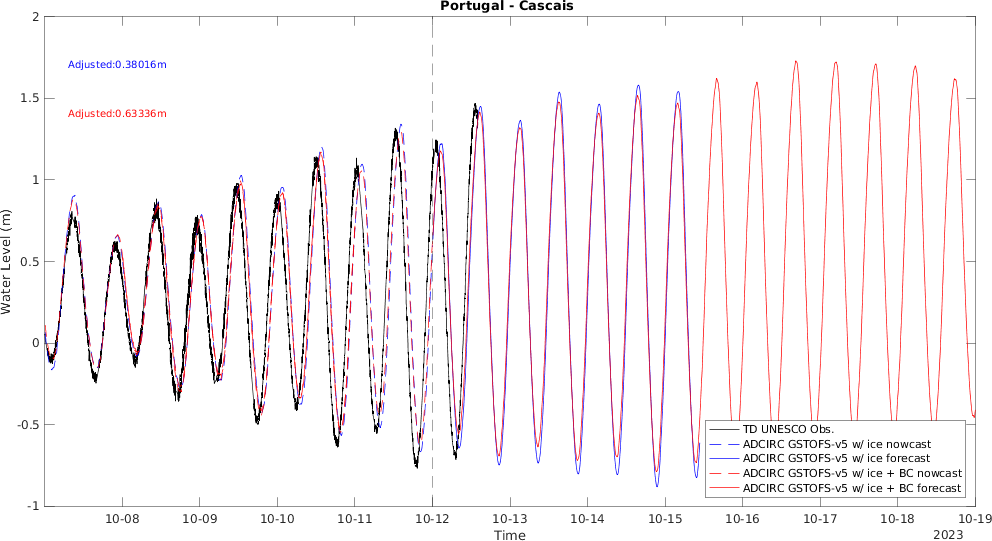 Portugal - Cascais
2
Adjusted:0.38016m
1.5
Adjusted:0.63336m
1
0.5
0
-0.5
-1
Water Level (m)
TD UNESCO Obs.
ADCIRC GSTOFS-v5 w/ ice nowcast
ADCIRC GSTOFS-v5 w/ ice forecast
ADCIRC GSTOFS-v5 w/ ice + BC nowcast
ADCIRC GSTOFS-v5 w/ ice + BC forecast
10-08 10-09 10-10 10-11 10-12 10-13 10-14 10-15 10-16 10-17 10-18 10-19
Time
2023